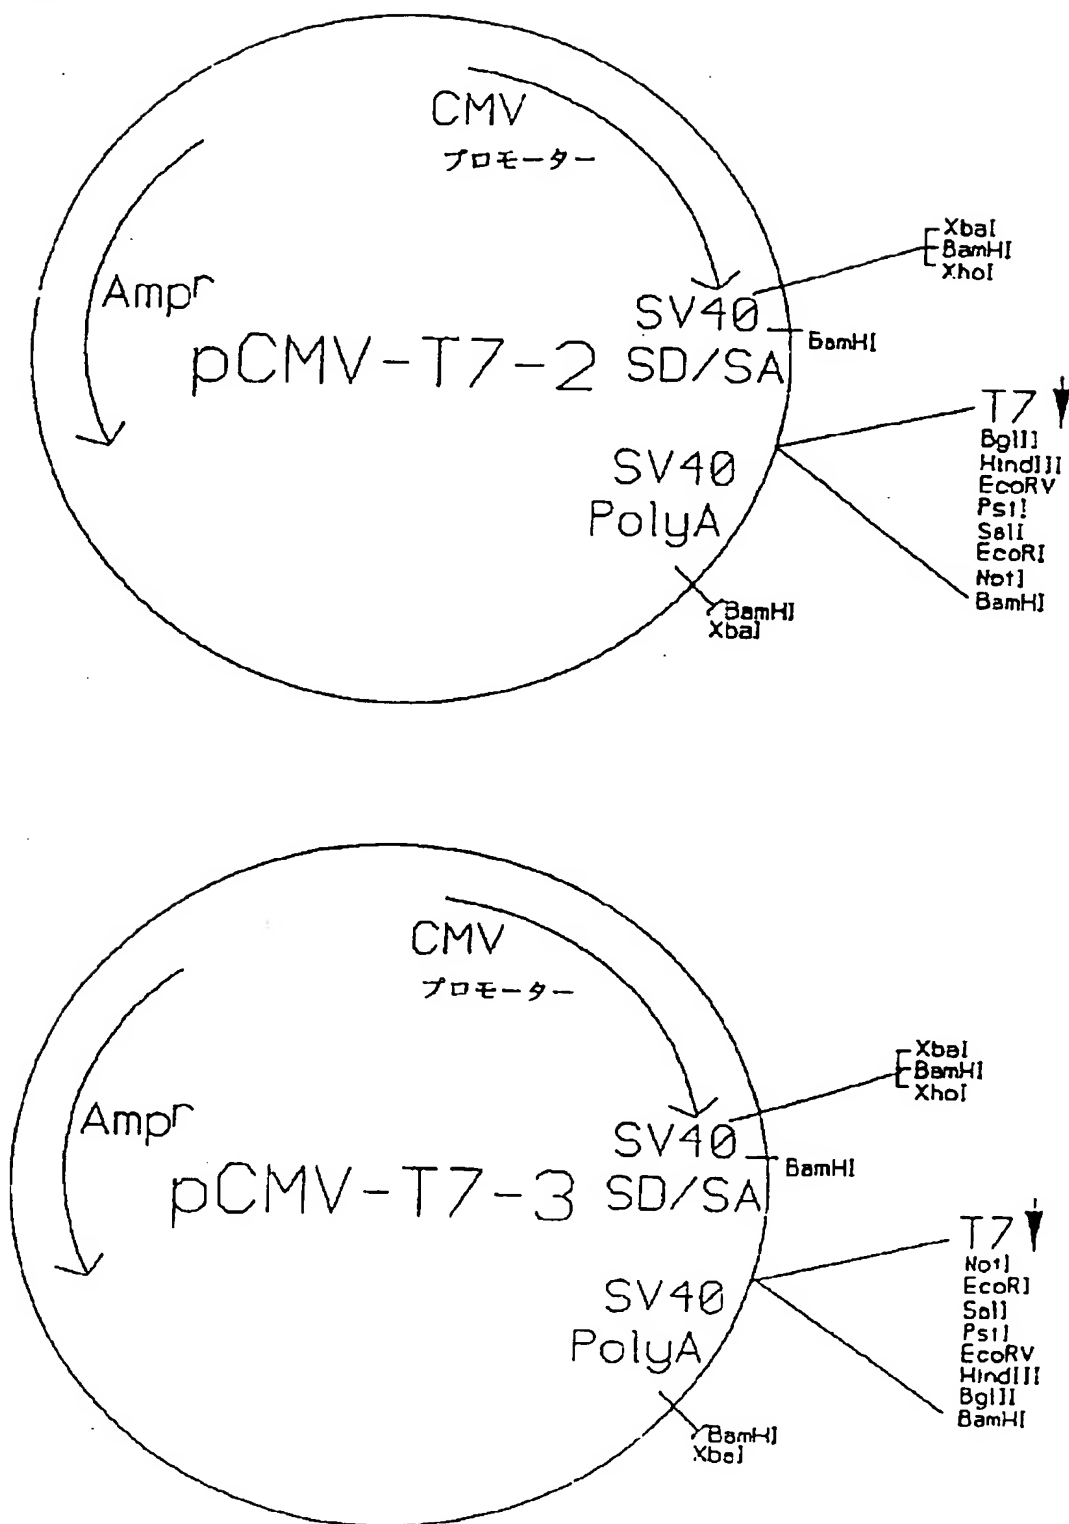 CMV
プロモーター
XbaI
BamHI
XhoI
Ampr
SV40
BamHI
pCMV-T7-2
SD/SA
T7
BglII
HindIII
EcoRV
PstI
SalI
EcoRI
NotI
BamHI
SV40
PolyA
BamHI
XbaI
CMV
プロモーター
XbaI
BamHI
XhoI
Ampr
SV40
BamHI
pCMV-T7-3
SD/SA
T7
NotI
EcoRI
SalI
PstI
EcoRV
HindIII
BglII
BamHI
SV40
PolyA
BamHI
XbaI